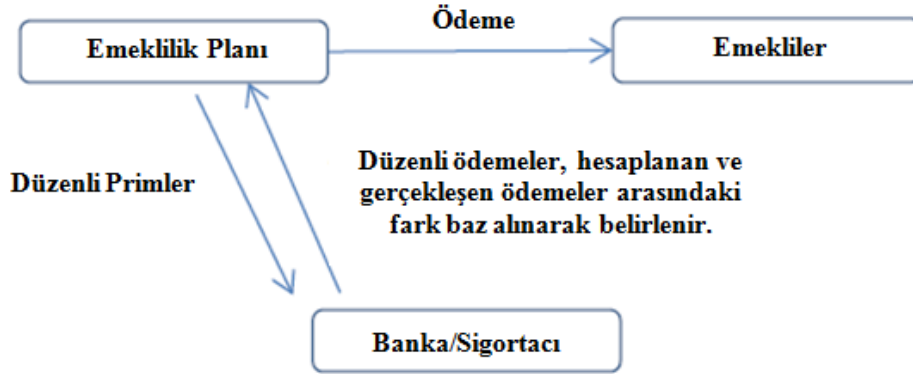 Ödeme
Emeklilik Planı
Emekliler
Düzenli Primler
Düzenli ödemeler, hesaplanan ve
gerçekleşen ödemeler arasındaki
fark baz alınarak belirlenir.
Banka/Sigortacı